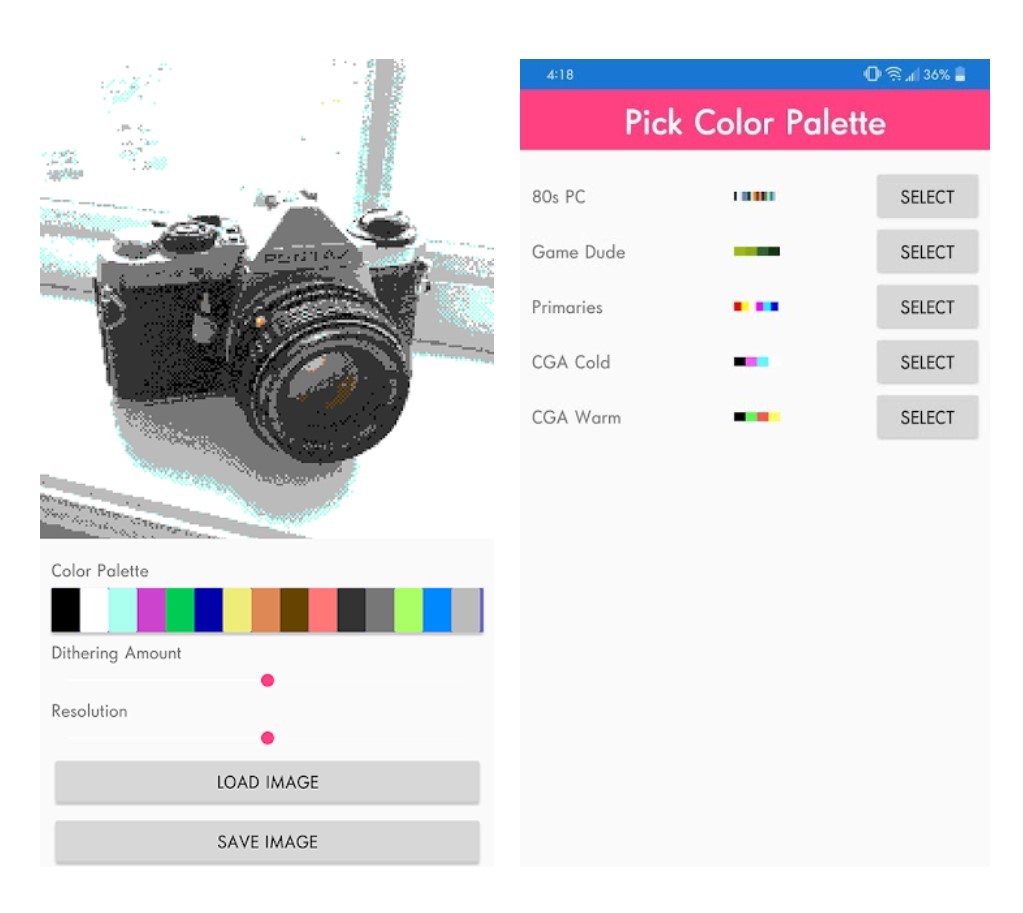 PENTAX
Color Palette
Dithering Amount
Resolution
LOAD IMAGE
SAVE IMAGE
4:18
36%
Pick Color Palette
80s PC
SELECT
Game Dude
SELECT
Primaries
SELECT
CGA Cold
SELECT
CGA Warm
SELECT